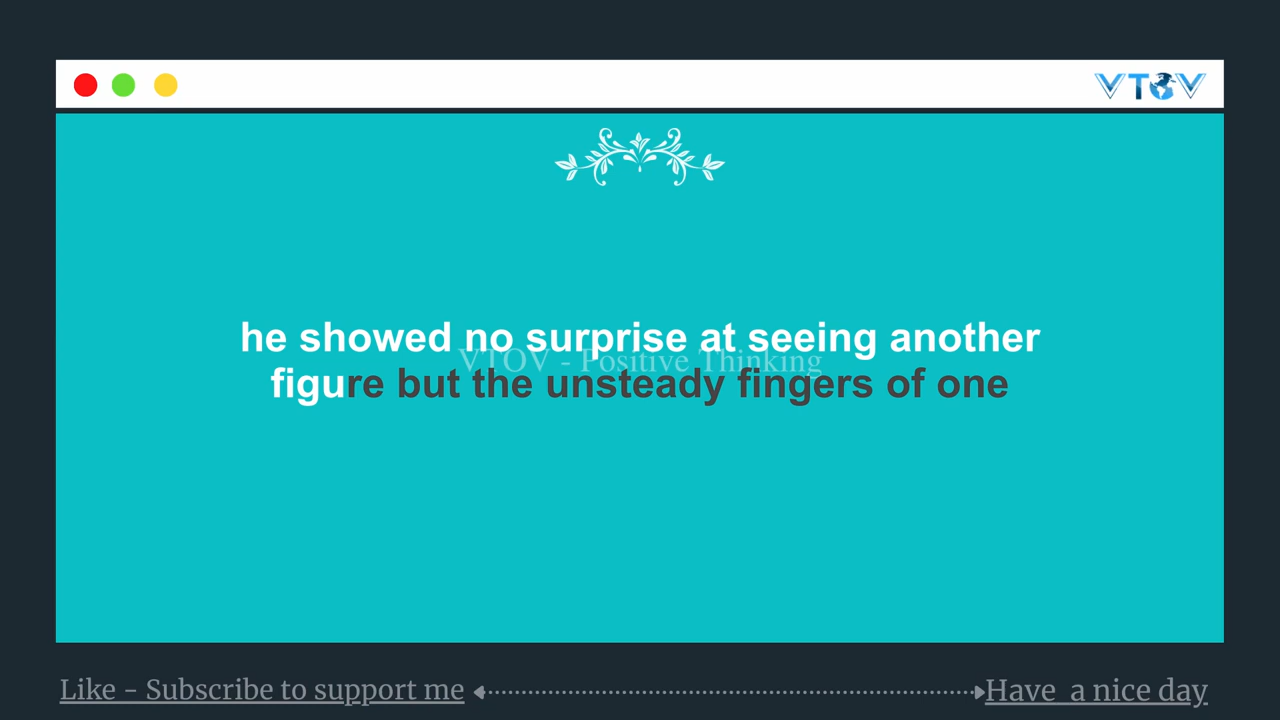 VTOV
he showed no surprise at seeing another
VTOV - Positive Thinking
figure but the unsteady fingers of one
Like - Subscribe to support me
Have a nice day